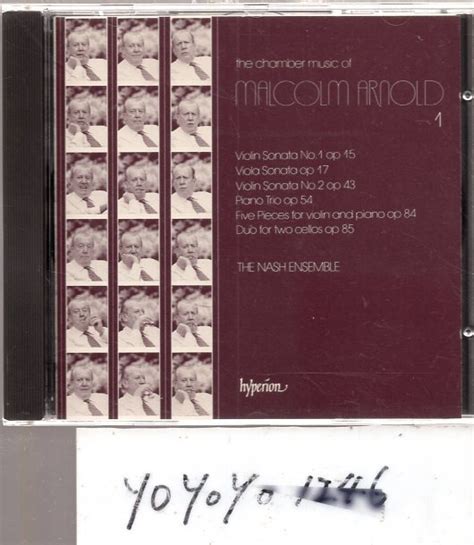 the chamber music of
MALCOLM ARNOLD
1
Violin Sonata No.1 op 15
Viola Sonata op 17
Violin Sonata No.2 op 43
Piano Trio op 54
Five Pieces for violin and piano op 84
Dub for two cellos op 85
THE NASH ENSEMBLE
hyperion
yoyoyo 1246